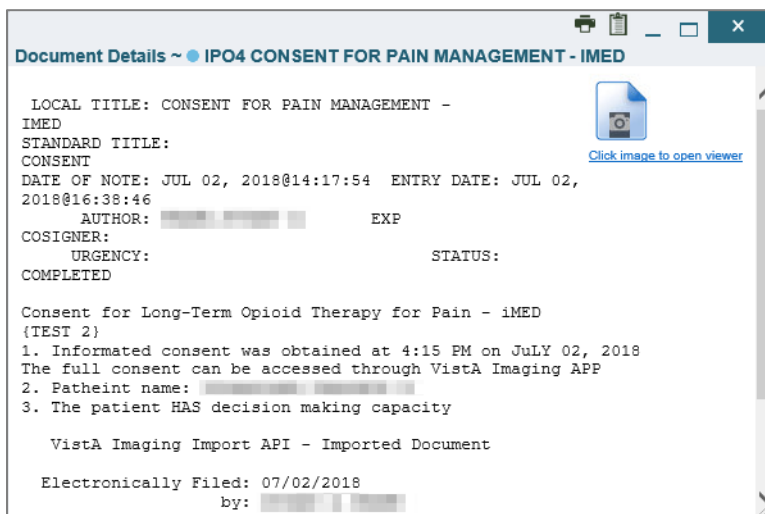 Document Details ~ IPO4 CONSENT FOR PAIN MANAGEMENT - IMED
LOCAL TITLE: CONSENT FOR PAIN MANAGEMENT -
IMED
STANDARD TITLE:
CONSENT
Click image to open viewer
DATE OF NOTE: JUL 02, 2018@14:17:54 ENTRY DATE: JUL 02,
2018@16:38:46
AUTHOR: EXP
COSIGNER:
URGENCY: STATUS:
COMPLETED
Consent for Long-Term Opioid Therapy for Pain - iMED
{TEST 2}
1. Informated consent was obtained at 4:15 PM on JuLY 02, 2018
The full consent can be accessed through VistA Imaging APP
2. Patheint name:
3. The patient HAS decision making capacity
VistA Imaging Import API - Imported Document
Electronically Filed: 07/02/2018
by: